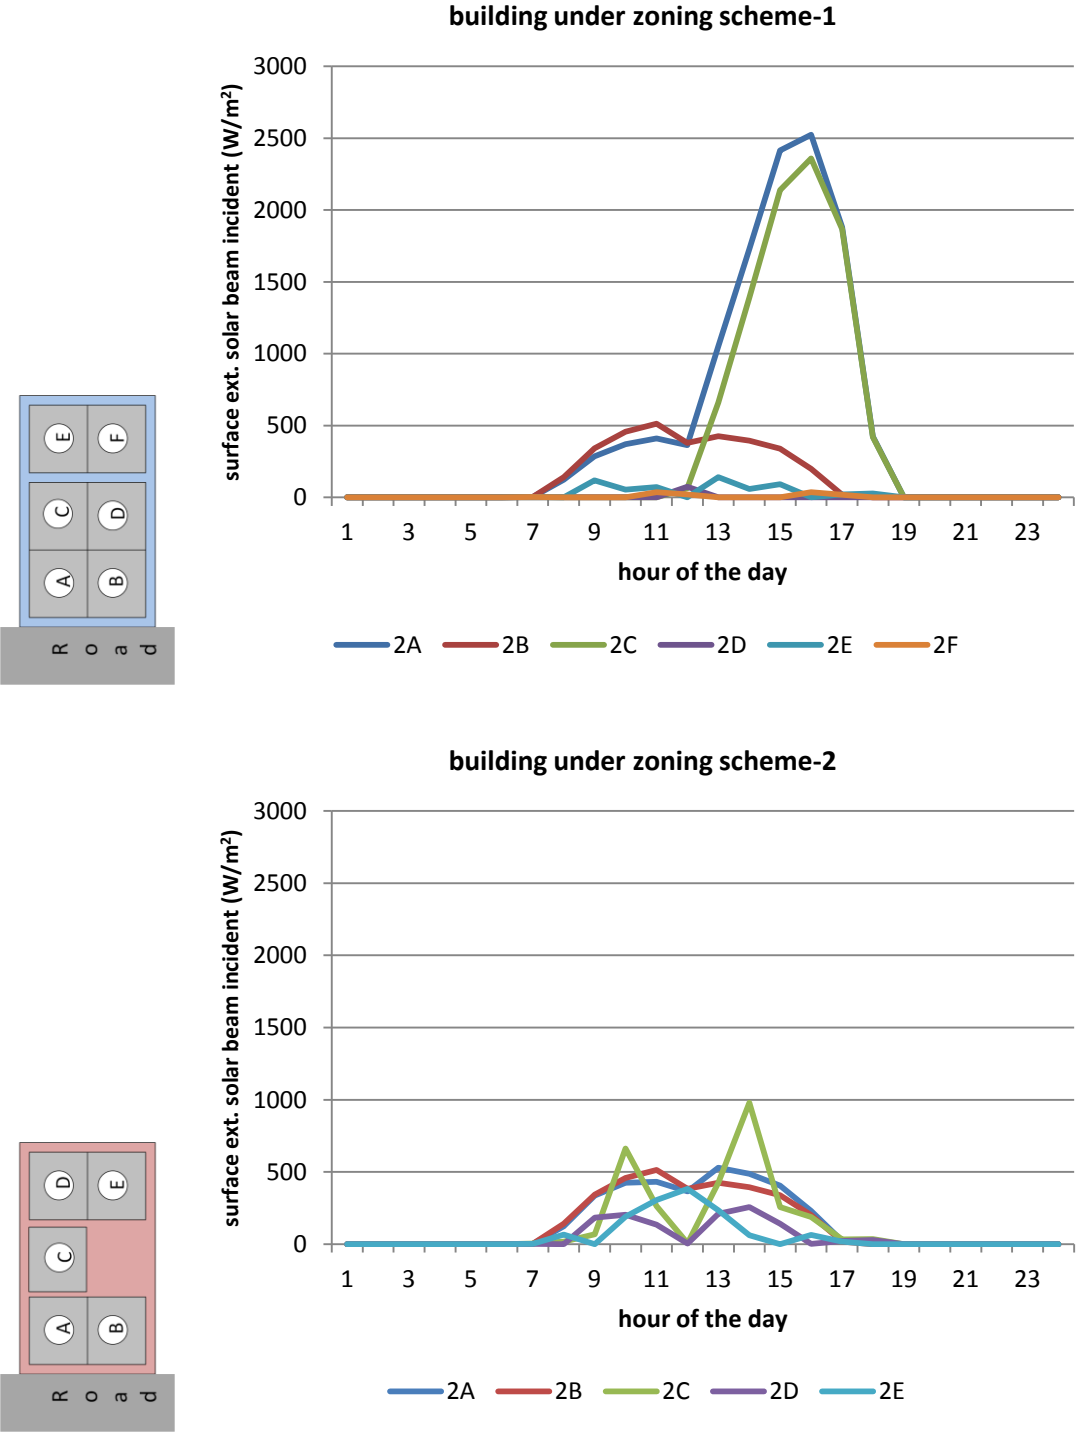 building under zoning scheme-1
surface ext. solar beam incident (W/m²)
3000
2500
2000
1500
1000
500
0
1 3 5 7 9 11 13 15 17 19 21 23
hour of the day
2A 2B 2C 2D 2E 2F
E F
C D
A B
Road
building under zoning scheme-2
surface ext. solar beam incident (W/m²)
3000
2500
2000
1500
1000
500
0
1 3 5 7 9 11 13 15 17 19 21 23
hour of the day
2A 2B 2C 2D 2E
D E
C
A B
Road